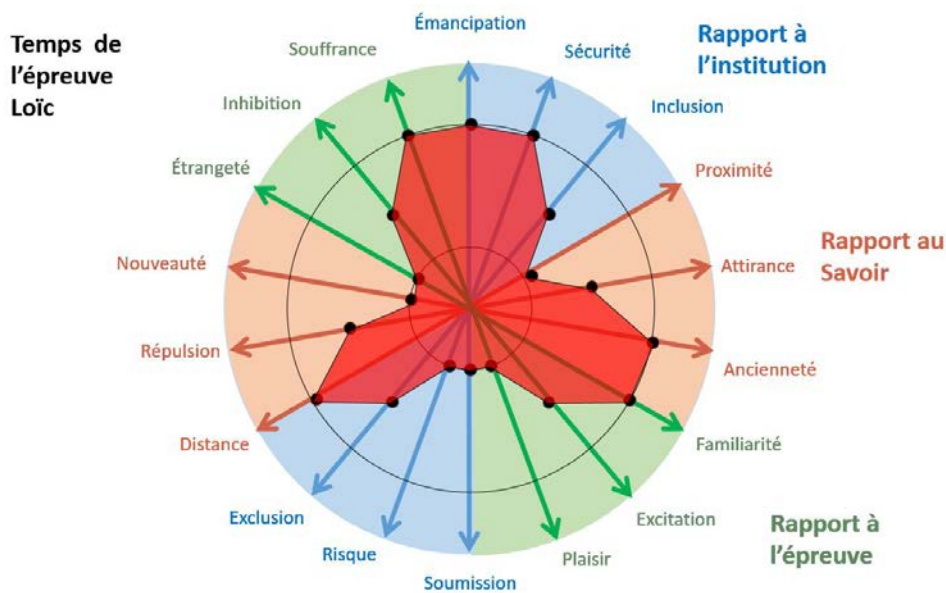 Temps de
l'épreuve
Loïc
Émancipation
Sécurité
Inclusion
Rapport à
l'institution
Proximité
Attirance
Rapport au
Savoir
Ancienneté
Familiarité
Excitation
Plaisir
Rapport à
l'épreuve
Soumission
Risque
Exclusion
Distance
Répulsion
Nouveauté
Étrangeté
Inhibition
Souffrance